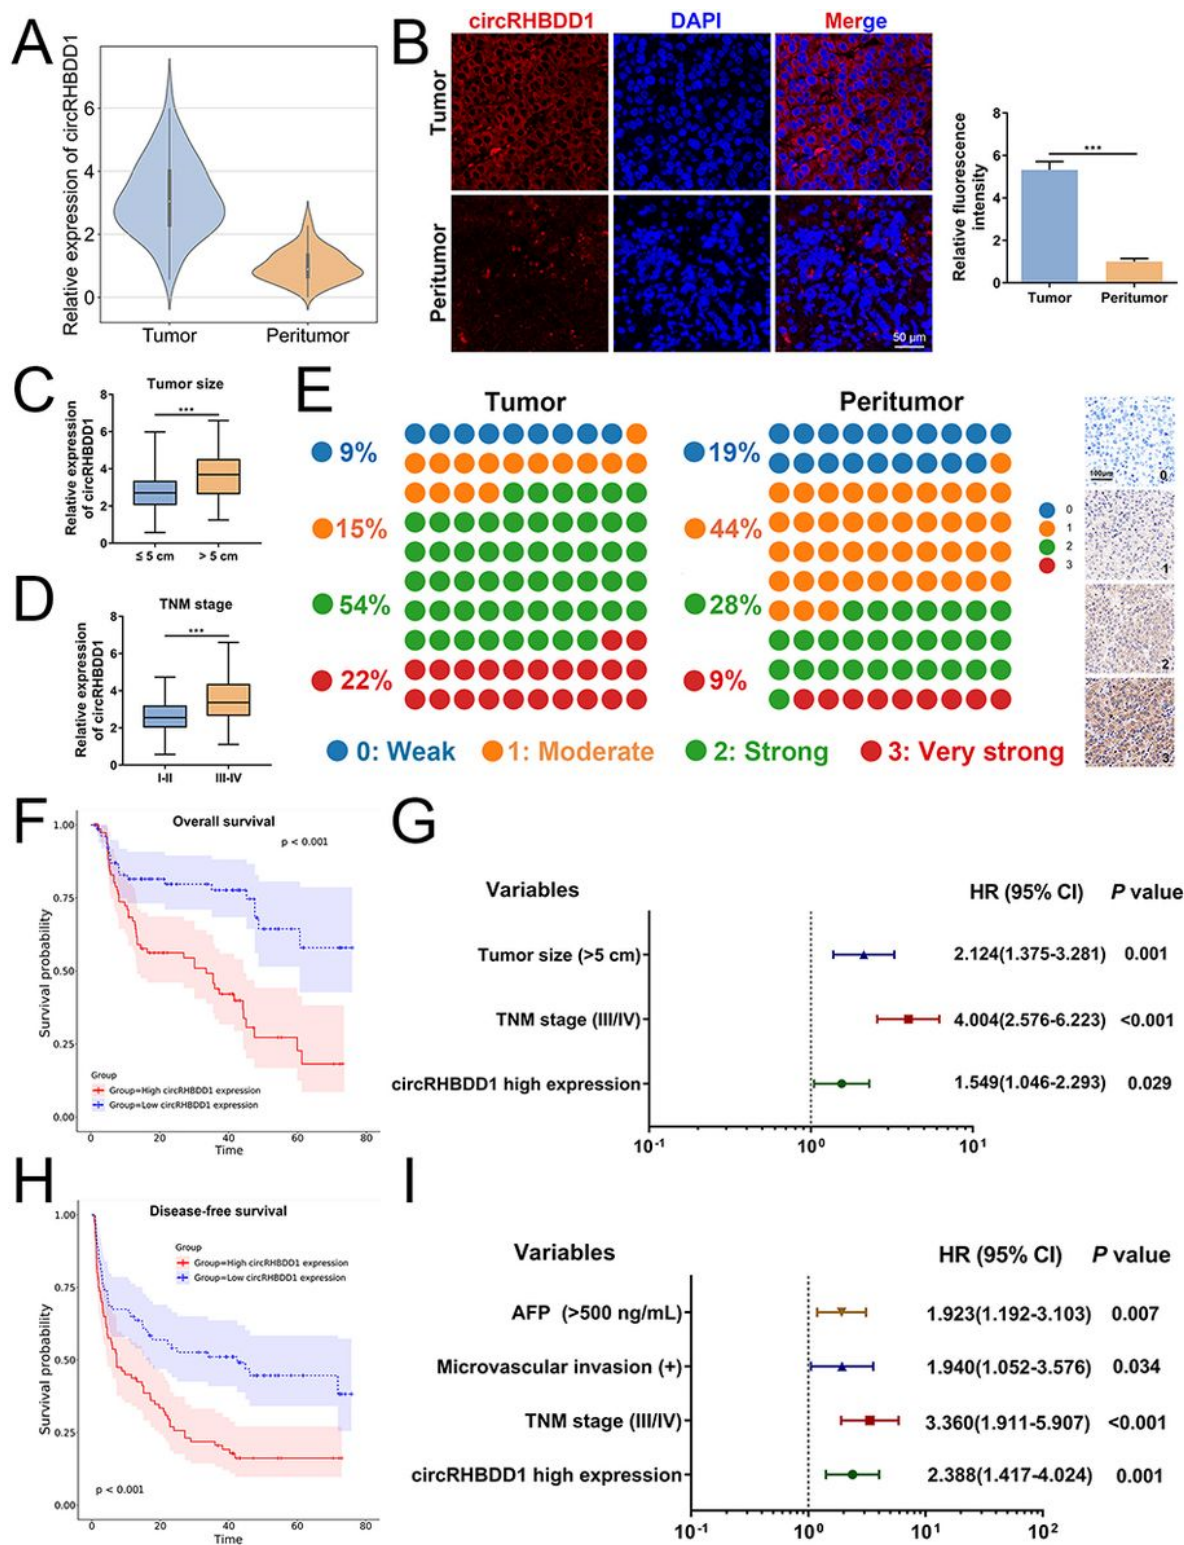 A
Relative expression of circRHBDD1
6
4
2
0
Tumor
Peritumor
B
circRHBDD1
DAPI
Merge
Tumor
Peritumor
50 µm
Relative fluorescence
intensity
8
6
4
2
0
***
Tumor
Peritumor
C
Tumor size
Relative expression
of circRHBDD1
8
6
4
2
0
***
≤ 5 cm
> 5 cm
D
TNM stage
Relative expression
of circRHBDD1
8
6
4
2
0
***
I-II
III-IV
E
Tumor
Peritumor
9%
15%
54%
22%
19%
44%
28%
9%
0
1
2
3
100µm
0
1
2
3
0: Weak
1: Moderate
2: Strong
3: Very strong
F
Overall survival
p < 0.001
Survival probability
1.00
0.75
0.50
0.25
0.00
Group
Group=High circRHBDD1 expression
Group=Low circRHBDD1 expression
0
20
40
60
80
Time
G
Variables
HR (95% CI)
P value
Tumor size (>5 cm)
2.124(1.375-3.281)
0.001
TNM stage (III/IV)
4.004(2.576-6.223)
<0.001
circRHBDD1 high expression
1.549(1.046-2.293)
0.029
10-1
100
101
H
Disease-free survival
Group
Group=High circRHBDD1 expression
Group=Low circRHBDD1 expression
Survival probability
1.00
0.75
0.50
0.25
0.00
p < 0.001
0
20
40
60
80
Time
I
Variables
HR (95% CI)
P value
AFP (>500 ng/mL)
1.923(1.192-3.103)
0.007
Microvascular invasion (+)
1.940(1.052-3.576)
0.034
TNM stage (III/IV)
3.360(1.911-5.907)
<0.001
circRHBDD1 high expression
2.388(1.417-4.024)
0.001
10-1
100
101
102